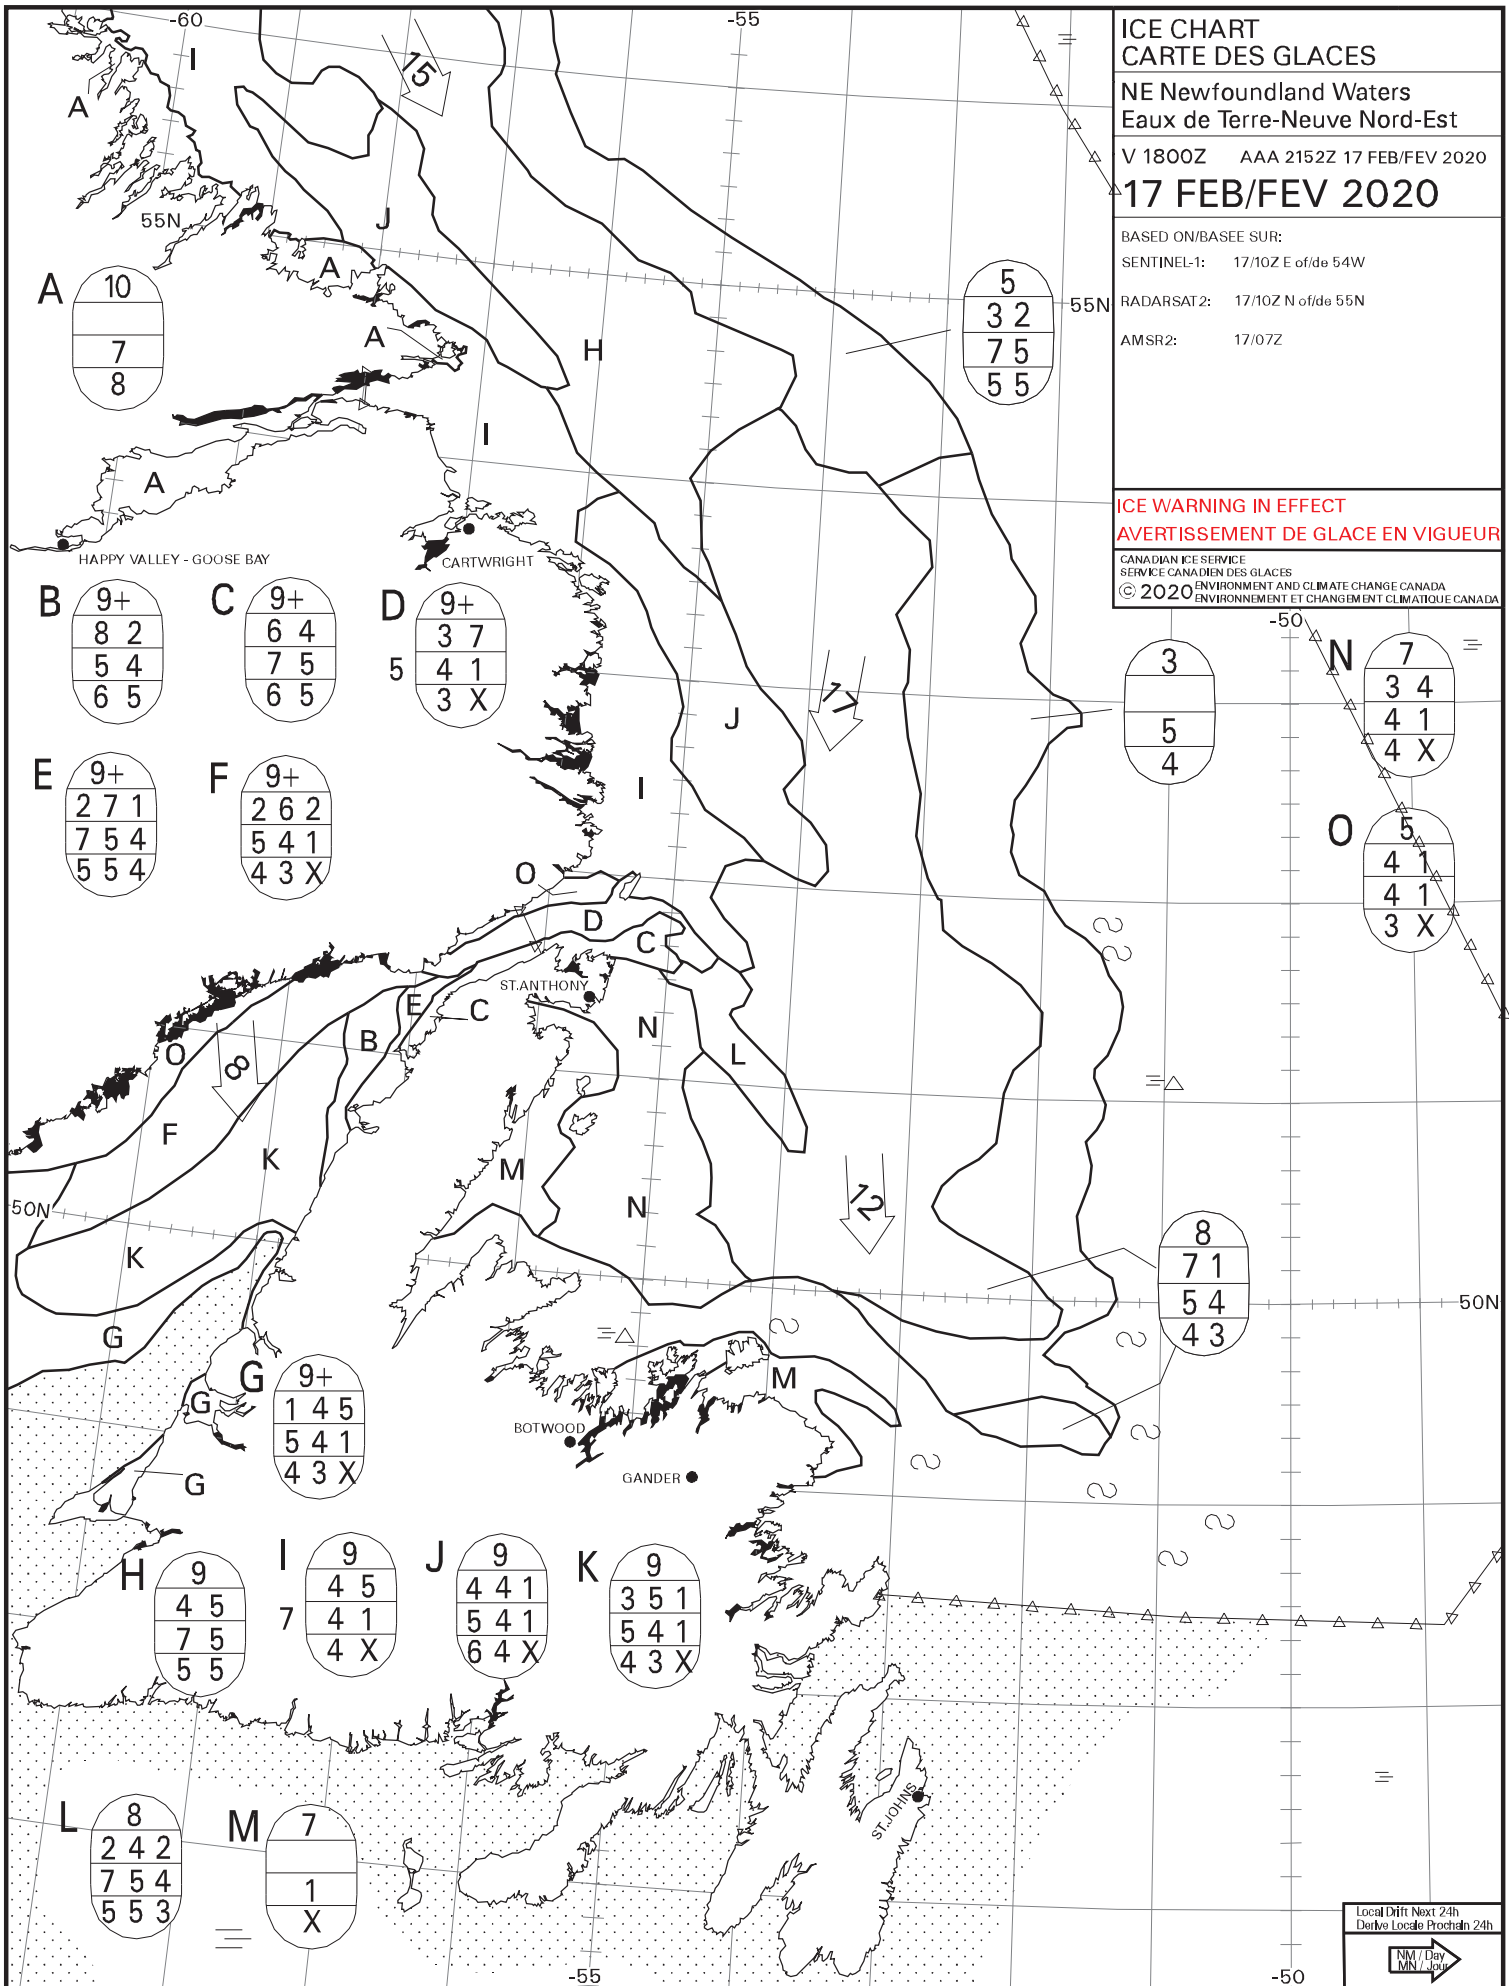 -60
-55
ICE CHART
CARTE DES GLACES
NE Newfoundland Waters
Eaux de Terre-Neuve Nord-Est
V 1800Z AAA 2152Z 17 FEB/FEV 2020
17 FEB/FEV 2020
BASED ON/BASEE SUR:
SENTINEL-1: 17/10Z E of/de 54W
RADARSAT2: 17/10Z N of/de 55N
AMSR2: 17/07Z
ICE WARNING IN EFFECT
AVERTISSEMENT DE GLACE EN VIGUEUR
CANADIAN ICE SERVICE
SERVICE CANADIEN DES GLACES
© 2020 ENVIRONMENT AND CLIMATE CHANGE CANADA
ENVIRONNEMENT ET CHANGEMENT CLIMATIQUE CANADA
I
15
A
55N
J
A
A
H
I
A
55N
A
10
7
8
5
3 2
7 5
5 5
HAPPY VALLEY - GOOSE BAY
CARTWRIGHT
B
9+
8 2
5 4
6 5
C
9+
6 4
7 5
6 5
D
9+
3 7
5 4 1
3 X
-50
3
5
4
N
7
3 4
4 1
4 X
17
J
I
E
9+
2 7 1
7 5 4
5 5 4
F
9+
2 6 2
5 4 1
4 3 X
O
5
4 1
4 1
3 X
O
D
C
ST.ANTHONY
E
C
B
N
L
O
8
F
K
M
N
12
50N
K
8
7 1
5 4
4 3
50N
G
G
9+
1 4 5
5 4 1
4 3 X
G
M
BOTWOOD
GANDER
G
H
9
4 5
7 5
5 5
I
9
4 5
7 4 1
4 X
J
9
4 4 1
5 4 1
6 4 X
K
9
3 5 1
5 4 1
4 3 X
ST.JOHNS
L
8
2 4 2
7 5 4
5 5 3
M
7
1
X
-55
-50
Local Drift Next 24h
Derive Locale Prochain 24h
NM / Day
MN / Jour